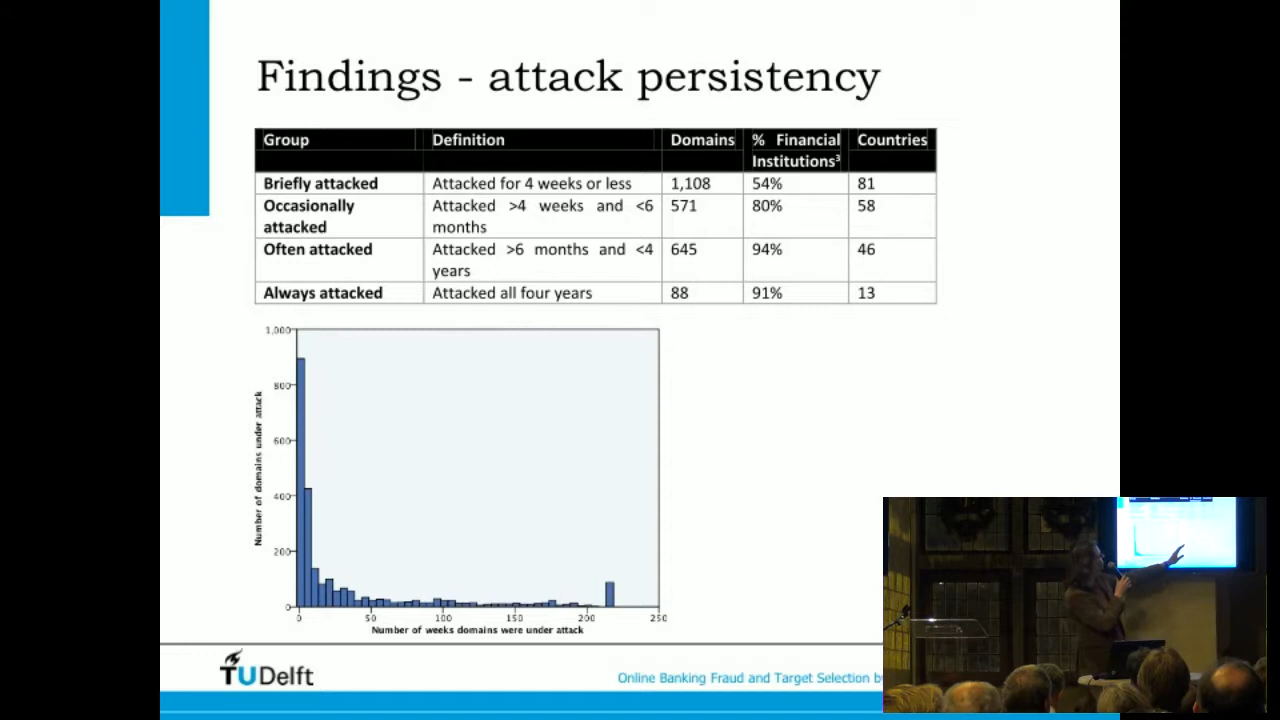 Findings - attack persistency
Group Definition Domains % Financial Countries
Institutions³
Briefly attacked Attacked for 4 weeks or less 1,108 54% 81
Occasionally Attacked >4 weeks and <6 571 80% 58
attacked months
Often attacked Attacked >6 months and <4 645 94% 46
years
Always attacked Attacked all four years 88 91% 13
1,000
800
600
400
200
0
Number of domains under attack
0 50 100 150 200 250
Number of weeks domains were under attack
TUDelft
Online Banking Fraud and Target Selection b